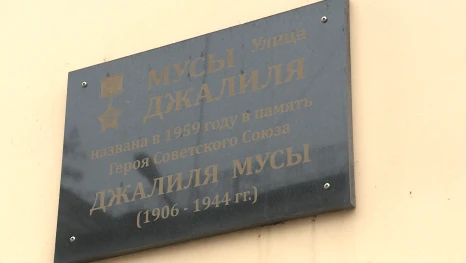 Улица
МУСЫ
ДЖАЛИЛЯ
названа в 1959 году в память
Героя Советского Союза
ДЖАЛИЛЯ МУСЫ
(1906 - 1944 гг.)